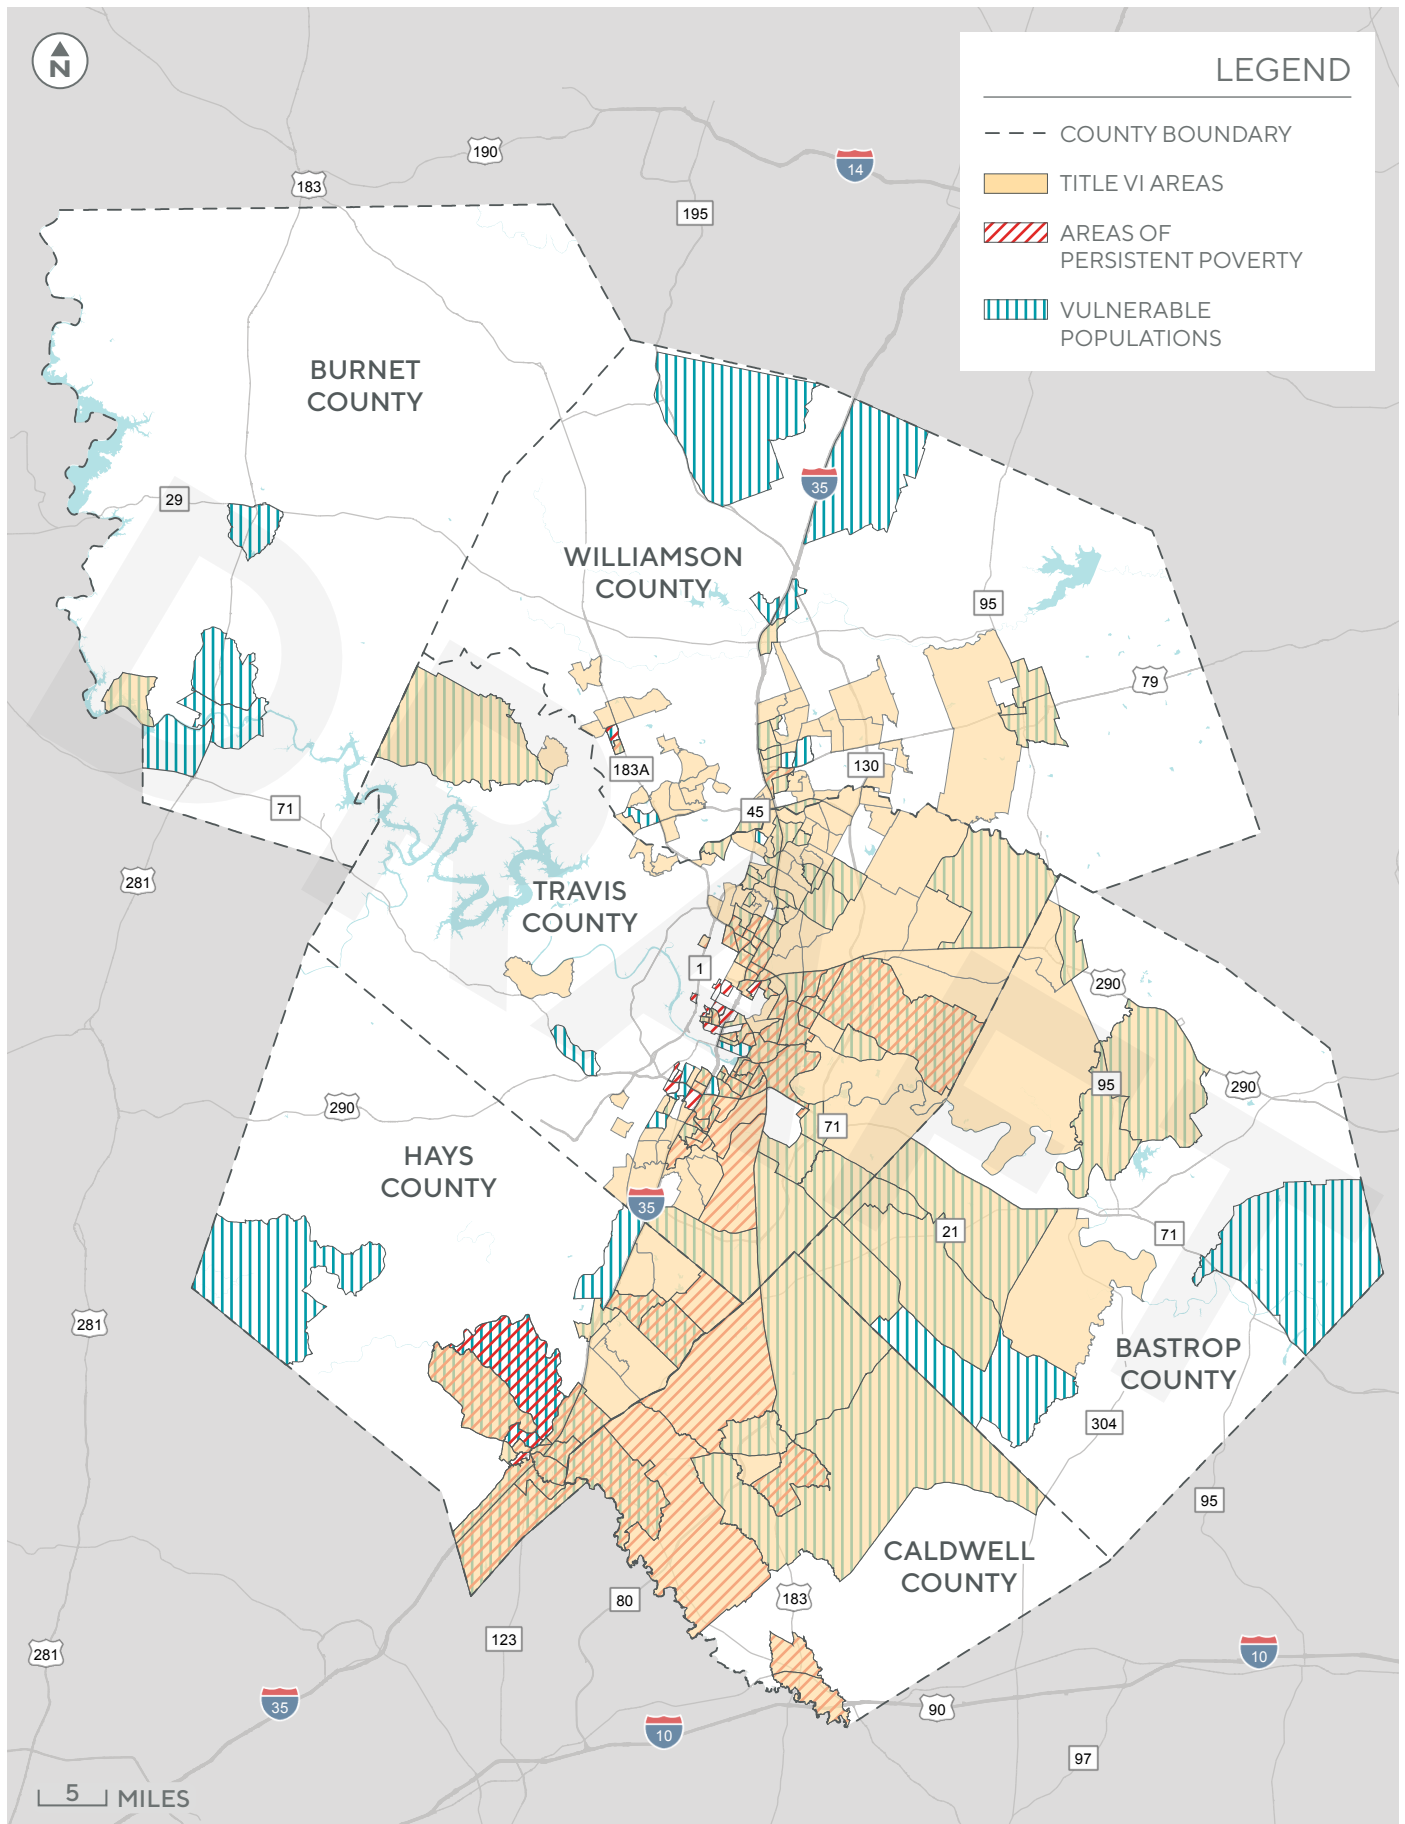 N
LEGEND
COUNTY BOUNDARY
TITLE VI AREAS
AREAS OF
PERSISTENT POVERTY
VULNERABLE
POPULATIONS
190
14
183
195
BURNET
COUNTY
35
29
WILLIAMSON
COUNTY
95
79
183A
130
71
45
281
TRAVIS
COUNTY
1
290
95
290
290
71
HAYS
COUNTY
35
21
71
281
BASTROP
COUNTY
304
95
CALDWELL
COUNTY
80
183
123
281
10
35
90
10
97
5 MILES
DRAFT